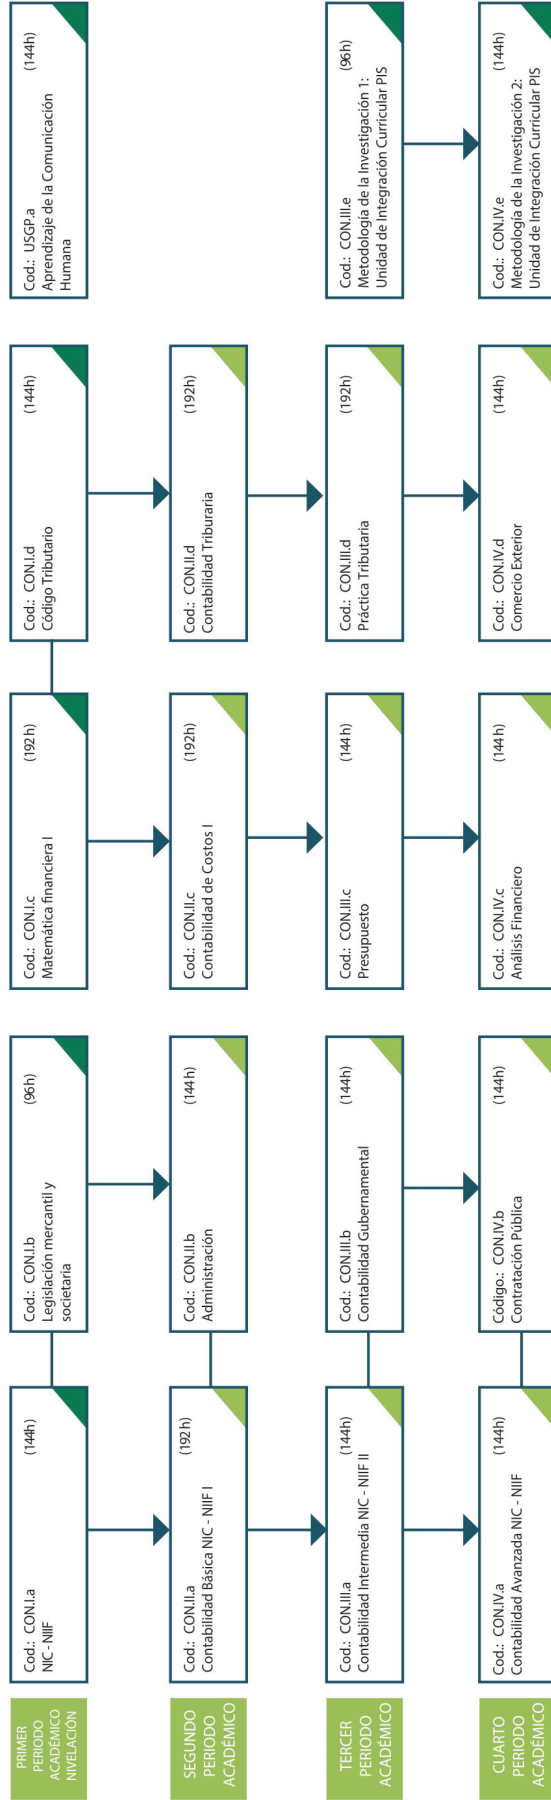 PRIMER
PERIODO
ACADÉMICO
NIVELACIÓN
Cod.: CON.I.a (144h)
NIC - NIIF
Cod.: CON.I.b (96h)
Legislación mercantil y
societaria
Cod.: CON.I.c (192h)
Matemática financiera I
Cod.: CON.I.d (144h)
Código Tributario
Cod.: USGP.a (144h)
Aprendizaje de la Comunicación
Humana
SEGUNDO
PERIODO
ACADÉMICO
Cod.: CON.II.a (192 h)
Contabilidad Básica NIC - NIIF I
Cod.: CON.II.b (144h)
Administración
Cod.: CON.II.c (192h)
Contabilidad de Costos I
Cod.: CON.II.d (192h)
Contabilidad Triburaria
TERCER
PERIODO
ACADÉMICO
Cod.: CON.III.a (144h)
Contabilidad Intermedia NIC - NIIF II
Cod.: CON.III.b (144h)
Contabilidad Gubernamental
Cod.: CON.III.c (144h)
Presupuesto
Cod.: CON.III.d (192h)
Práctica Tributaria
Cod.: CON.III.e (96h)
Metodología de la Investigación 1:
Unidad de Integración Curricular PIS
CUARTO
PERIODO
ACADÉMICO
Cod.: CON.IV.a (144h)
Contabilidad Avanzada NIC - NIIF
Código.: CON.IV.b (144h)
Contratación Pública
Cod.: CON.IV.c (144h)
Análisis Financiero
Cod.: CON.IV.d (144h)
Comercio Exterior
Cod.: CON.IV.e (144h)
Metodología de la Investigación 2:
Unidad de Integración Curricular PIS